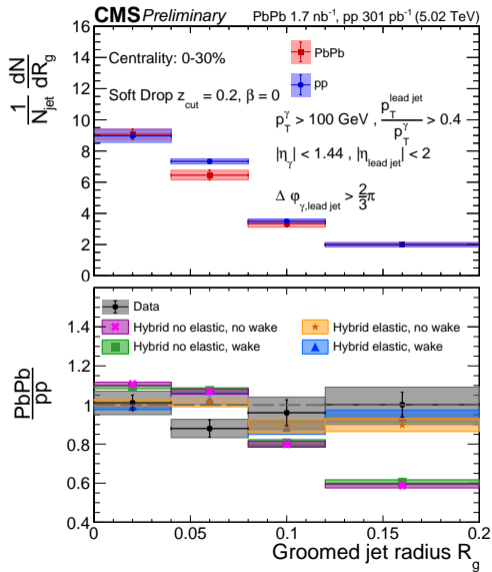 CMS Preliminary PbPb 1.7 nb⁻¹, pp 301 pb⁻¹ (5.02 TeV)
1/N_jet dN/dR_g
16
14
12
10
8
6
4
2
0
Centrality: 0-30%
Soft Drop z_cut = 0.2, β = 0
PbPb
pp
p_T^γ > 100 GeV , p_T^lead jet / p_T^γ > 0.4
|η_γ| < 1.44 , |η_lead jet| < 2
Δ φ_γ,lead jet > 2/3 π
PbPb/pp
1.4
1.2
1.0
0.8
0.6
0.4
Data
Hybrid no elastic, no wake
Hybrid elastic, no wake
Hybrid no elastic, wake
Hybrid elastic, wake
0 0.05 0.1 0.15 0.2
Groomed jet radius R_g